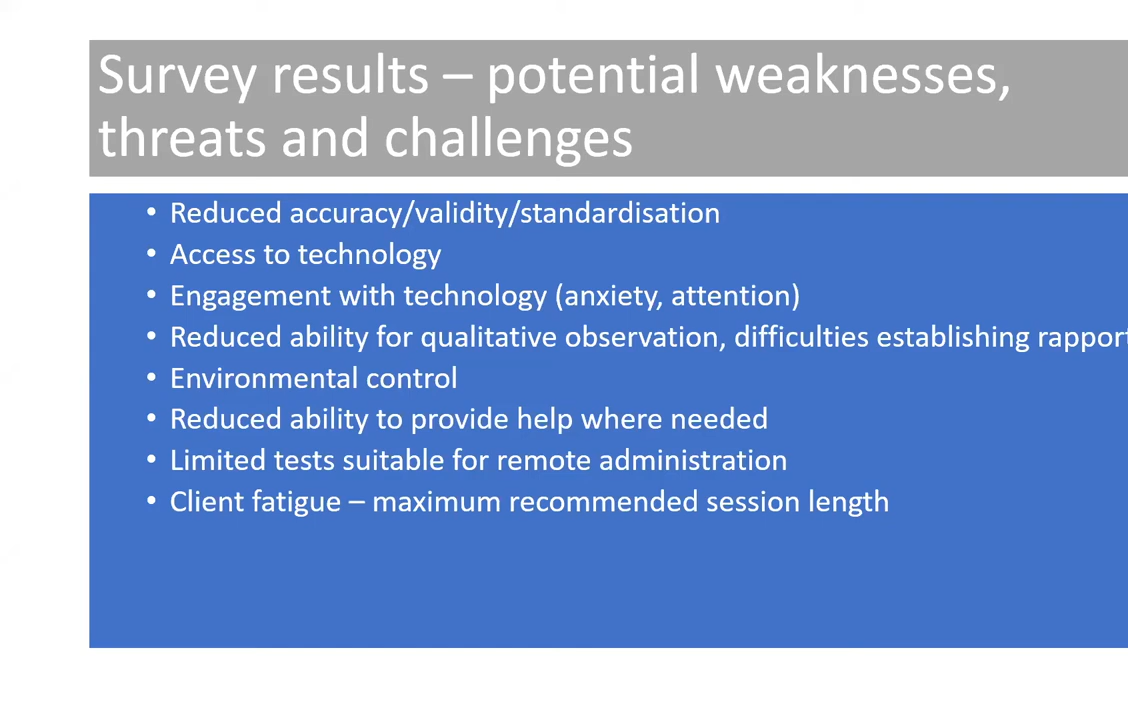 Survey results – potential weaknesses,
threats and challenges
• Reduced accuracy/validity/standardisation
• Access to technology
• Engagement with technology (anxiety, attention)
• Reduced ability for qualitative observation, difficulties establishing rapport
• Environmental control
• Reduced ability to provide help where needed
• Limited tests suitable for remote administration
• Client fatigue – maximum recommended session length